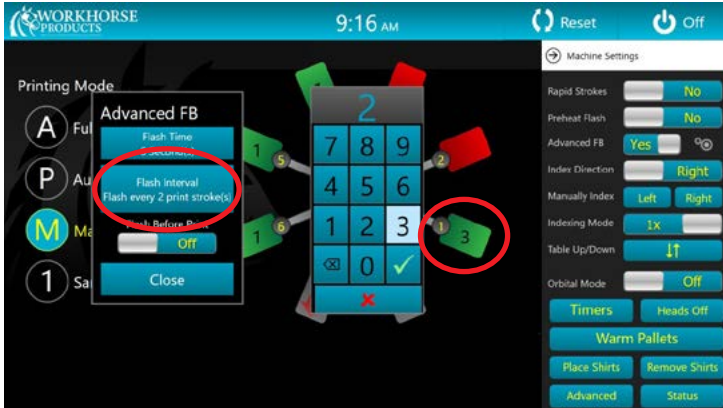 WORKHORSE
PRODUCTS
9:16 AM
Reset
Off
Machine Settings
Printing Mode
A
P
M
1
Advanced FB
Flash Time
Second(s)
Flash Interval
Flash every 2 print stroke(s)
Flash Before Print
Off
Close
2
7 8 9
4 5 6
1 2 3
0
1
5
2
1
6
1
3
Rapid Strokes No
Preheat Flash No
Advanced FB Yes
Index Direction Right
Manually Index Left Right
Indexing Mode 1x
Table Up/Down
Orbital Mode Off
Timers Heads Off
Warm Pallets
Place Shirts Remove Shirts
Advanced Status